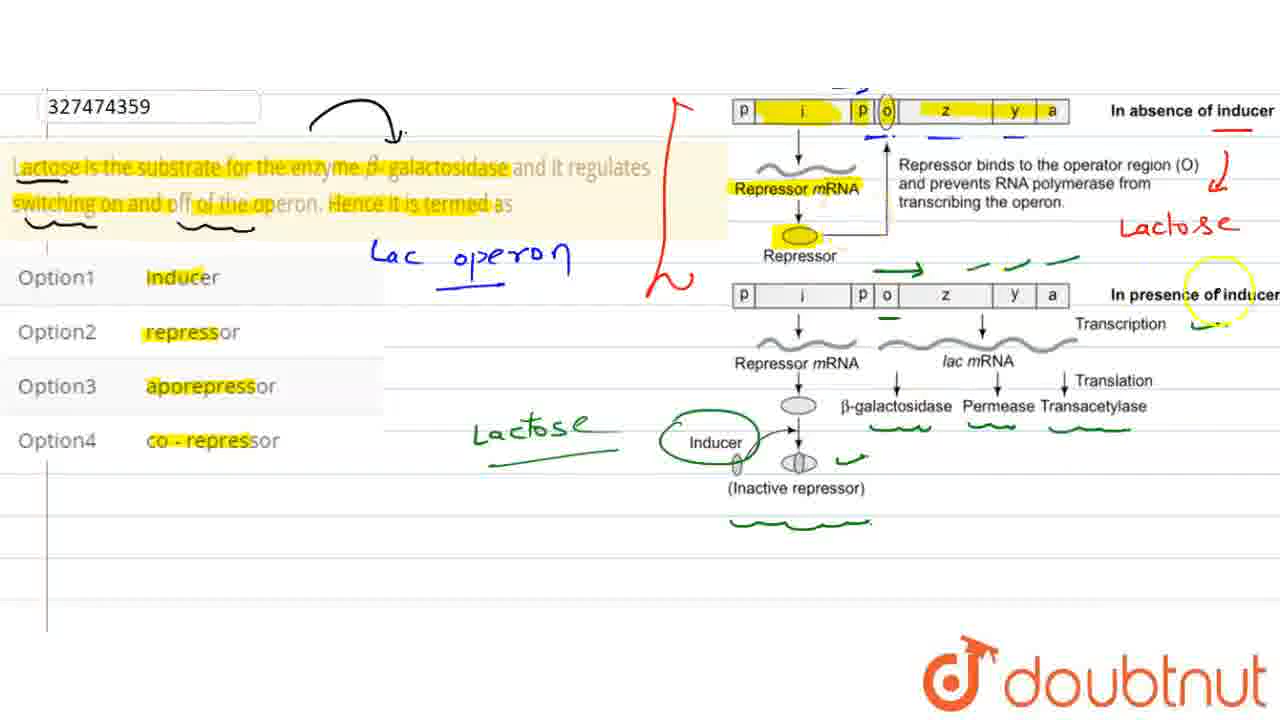 327474359
Lactose is the substrate for the enzyme β- galactosidase and it regulates
switching on and off of the operon. Hence it is termed as
Option1 inducer
Option2 repressor
Option3 aporepressor
Option4 co - repressor
Lac operon
Lactose
p i p o z y a In absence of inducer
Repressor mRNA
Repressor
Repressor binds to the operator region (O)
and prevents RNA polymerase from
transcribing the operon.
Lactose
p i p o z y a In presence of inducer
Transcription
Repressor mRNA lac mRNA
Translation
β-galactosidase Permease Transacetylase
Inducer
(Inactive repressor)
doubtnut